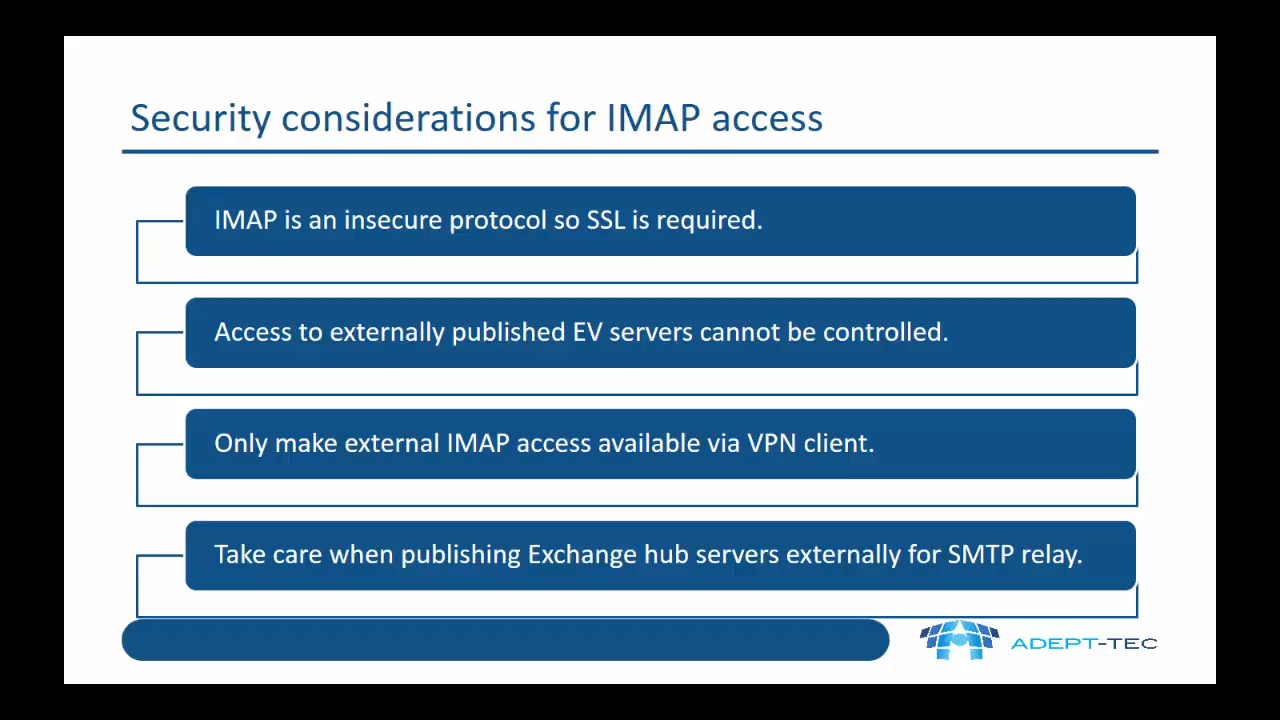 Security considerations for IMAP access
IMAP is an insecure protocol so SSL is required.
Access to externally published EV servers cannot be controlled.
Only make external IMAP access available via VPN client.
Take care when publishing Exchange hub servers externally for SMTP relay.
ADEPT-TEC